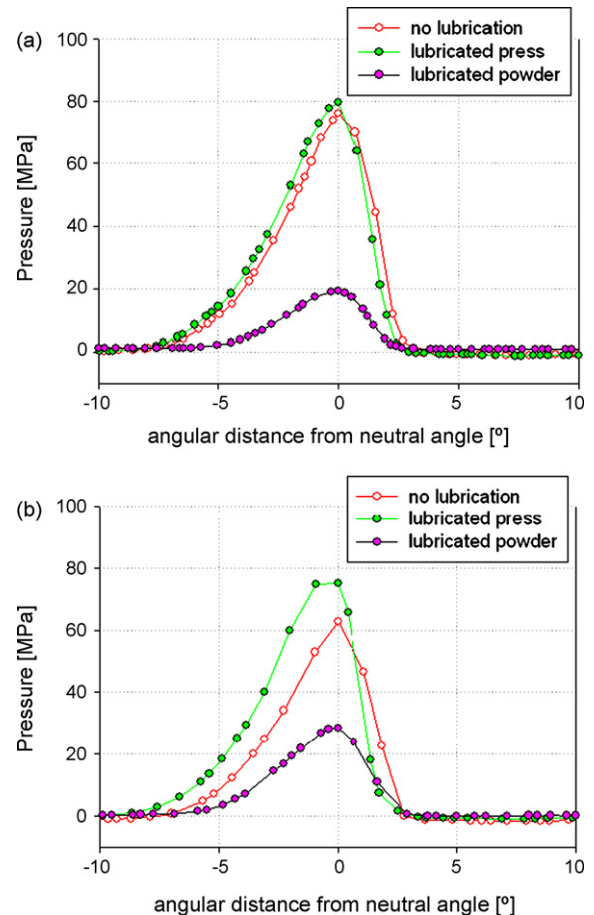 (a)
no lubrication
lubricated press
lubricated powder
100
80
60
40
20
0
Pressure [MPa]
-10
-5
0
5
10
angular distance from neutral angle [º]
(b)
no lubrication
lubricated press
lubricated powder
100
80
60
40
20
0
Pressure [MPa]
-10
-5
0
5
10
angular distance from neutral angle [º]